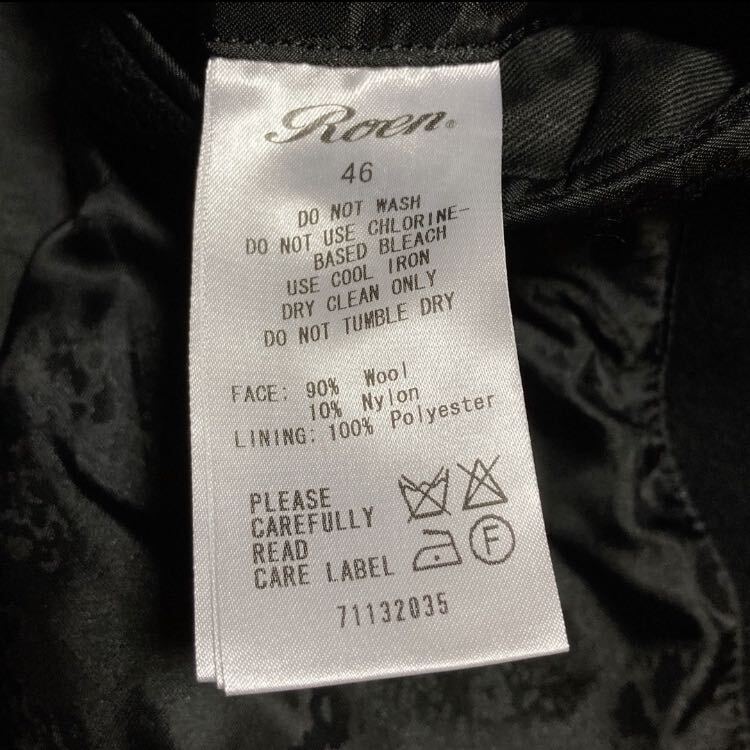 Roen®
46
DO NOT WASH
DO NOT USE CHLORINE-
BASED BLEACH
USE COOL IRON
DRY CLEAN ONLY
DO NOT TUMBLE DRY
FACE: 90% Wool
10% Nylon
LINING: 100% Polyester
PLEASE
CAREFULLY
READ
CARE LABEL
F
71132035